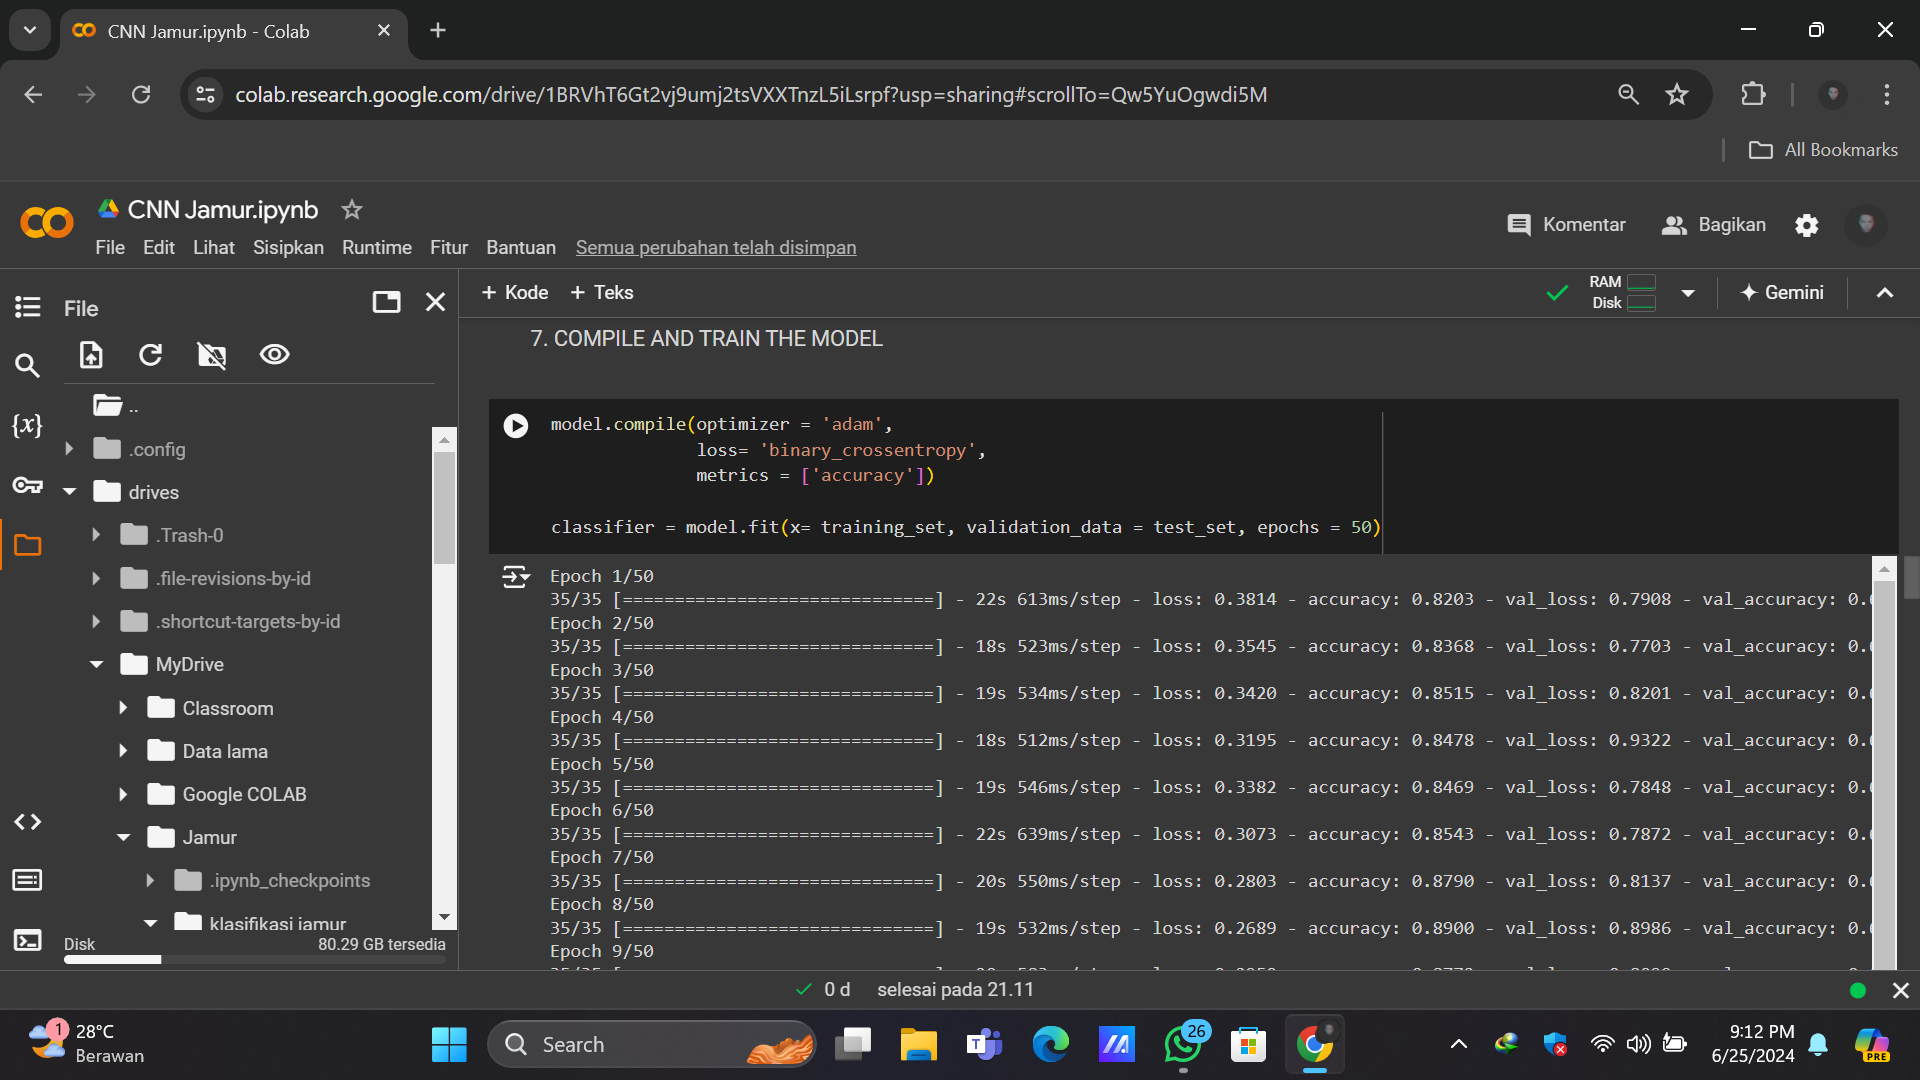 CNN Jamur.ipynb - Colab
colab.research.google.com/drive/1BRVhT6Gt2vj9umj2tsVXXTnzL5iLsrpf?usp=sharing#scrollTo=Qw5YuOgwdi5M
All Bookmarks
CNN Jamur.ipynb
File Edit Lihat Sisipkan Runtime Fitur Bantuan Semua perubahan telah disimpan
Komentar Bagikan
File
+ Kode + Teks
RAM
Disk
Gemini
..
.config
drives
.Trash-0
.file-revisions-by-id
.shortcut-targets-by-id
MyDrive
Classroom
Data lama
Google COLAB
Jamur
.ipynb_checkpoints
klasifikasi jamur
Disk 80.29 GB tersedia
{x}
7. COMPILE AND TRAIN THE MODEL
model.compile(optimizer = 'adam',
loss= 'binary_crossentropy',
metrics = ['accuracy'])
classifier = model.fit(x= training_set, validation_data = test_set, epochs = 50)
Epoch 1/50
35/35 [==============================] - 22s 613ms/step - loss: 0.3814 - accuracy: 0.8203 - val_loss: 0.7908 - val_accuracy: 0.
Epoch 2/50
35/35 [==============================] - 18s 523ms/step - loss: 0.3545 - accuracy: 0.8368 - val_loss: 0.7703 - val_accuracy: 0.
Epoch 3/50
35/35 [==============================] - 19s 534ms/step - loss: 0.3420 - accuracy: 0.8515 - val_loss: 0.8201 - val_accuracy: 0.
Epoch 4/50
35/35 [==============================] - 18s 512ms/step - loss: 0.3195 - accuracy: 0.8478 - val_loss: 0.9322 - val_accuracy: 0.
Epoch 5/50
35/35 [==============================] - 19s 546ms/step - loss: 0.3382 - accuracy: 0.8469 - val_loss: 0.7848 - val_accuracy: 0.
Epoch 6/50
35/35 [==============================] - 22s 639ms/step - loss: 0.3073 - accuracy: 0.8543 - val_loss: 0.7872 - val_accuracy: 0.
Epoch 7/50
35/35 [==============================] - 20s 550ms/step - loss: 0.2803 - accuracy: 0.8790 - val_loss: 0.8137 - val_accuracy: 0.
Epoch 8/50
35/35 [==============================] - 19s 532ms/step - loss: 0.2689 - accuracy: 0.8900 - val_loss: 0.8986 - val_accuracy: 0.
Epoch 9/50
0 d selesai pada 21.11
1
28°C
Berawan
Search
T
26
9:12 PM
6/25/2024
PRE